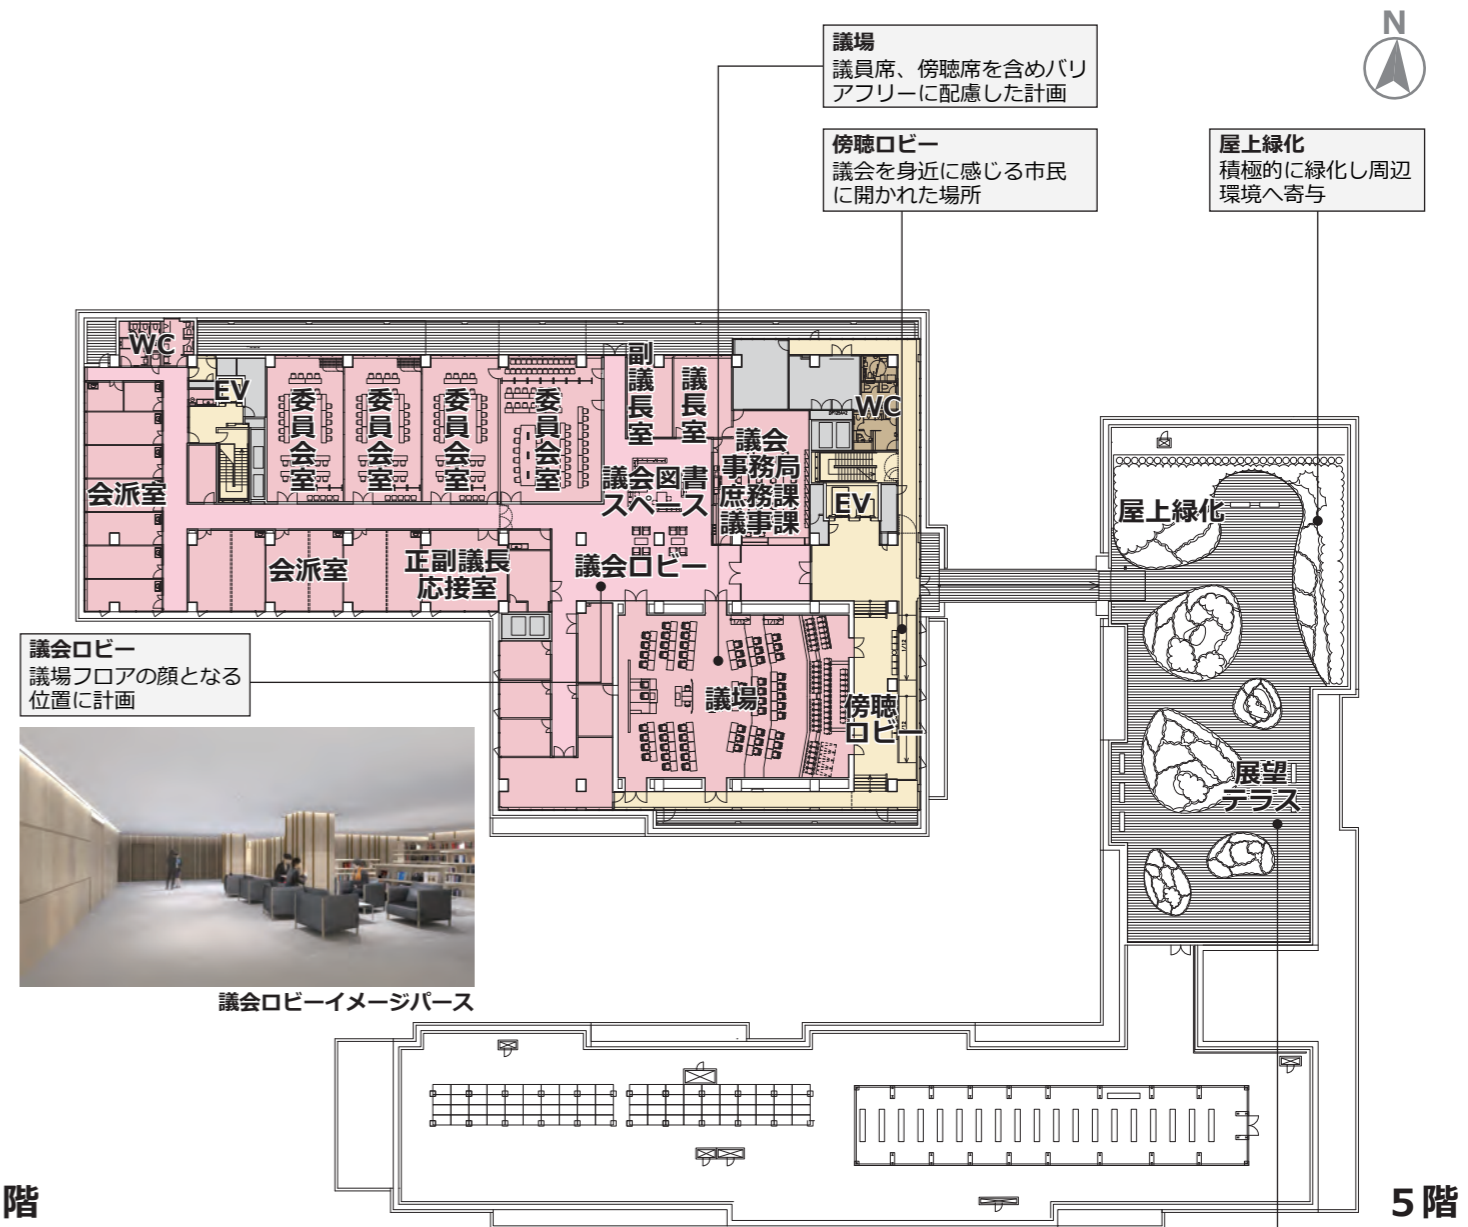 N
議場
議員席、傍聴席を含めバリ
アフリーに配慮した計画
傍聴ロビー
議会を身近に感じる市民
に開かれた場所
屋上緑化
積極的に緑化し周辺
環境へ寄与
WC
EV
委員会室
委員会室
委員会室
委員会室
副議長室
議長室
WC
議会
事務局
庶務課
議事課
会派室
議会図書
スペース
EV
屋上緑化
会派室
正副議長
応接室
議会ロビー
議会ロビー
議場フロアの顔となる
位置に計画
議場
傍聴
ロビー
展望
テラス
議会ロビーイメージパース
階
5階